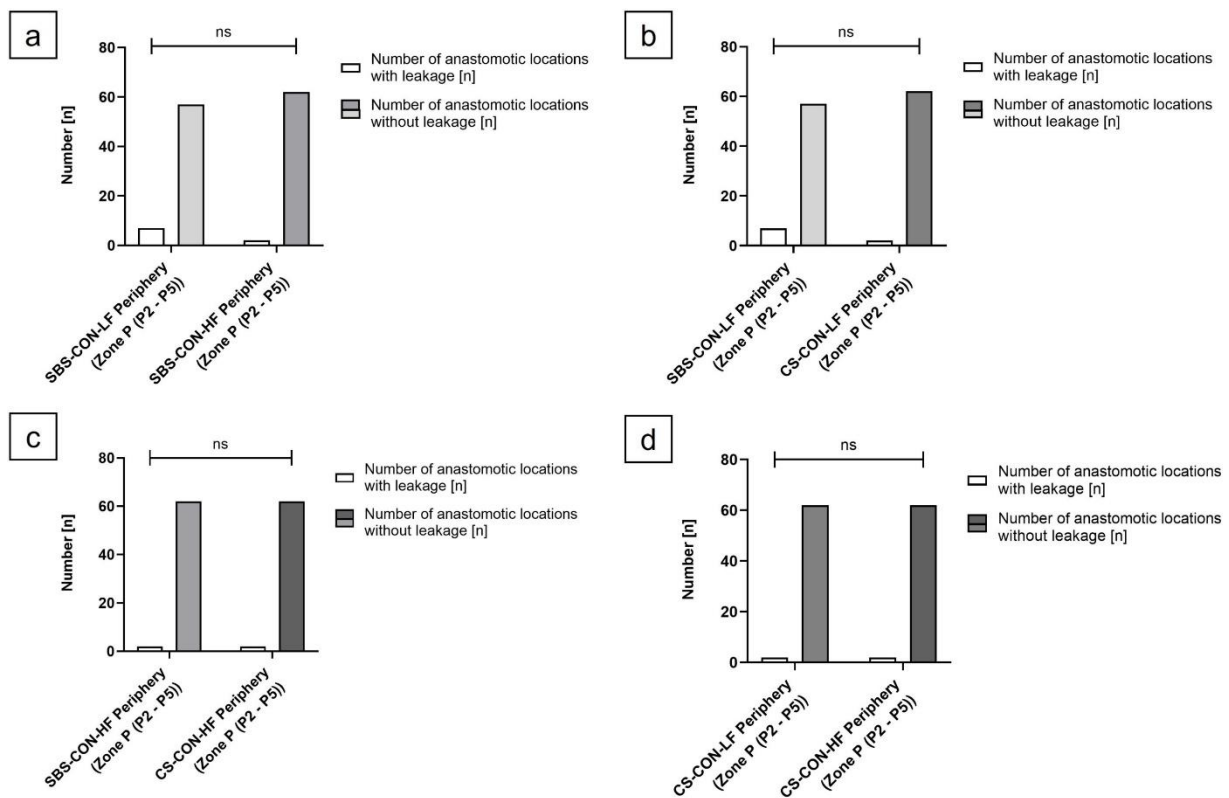 a
ns
80
60
40
20
0
Number [n]
SBS-CON-LF Periphery
(Zone P (P2 - P5))
SBS-CON-HF Periphery
(Zone P (P2 - P5))
Number of anastomotic locations
with leakage [n]
Number of anastomotic locations
without leakage [n]
b
ns
80
60
40
20
0
Number [n]
SBS-CON-LF Periphery
(Zone P (P2 - P5))
CS-CON-LF Periphery
(Zone P (P2 - P5))
Number of anastomotic locations
with leakage [n]
Number of anastomotic locations
without leakage [n]
c
ns
80
60
40
20
0
Number [n]
SBS-CON-HF Periphery
(Zone P (P2 - P5))
CS-CON-HF Periphery
(Zone P (P2 - P5))
Number of anastomotic locations
with leakage [n]
Number of anastomotic locations
without leakage [n]
d
ns
80
60
40
20
0
Number [n]
CS-CON-LF Periphery
(Zone P (P2 - P5))
CS-CON-HF Periphery
(Zone P (P2 - P5))
Number of anastomotic locations
with leakage [n]
Number of anastomotic locations
without leakage [n]